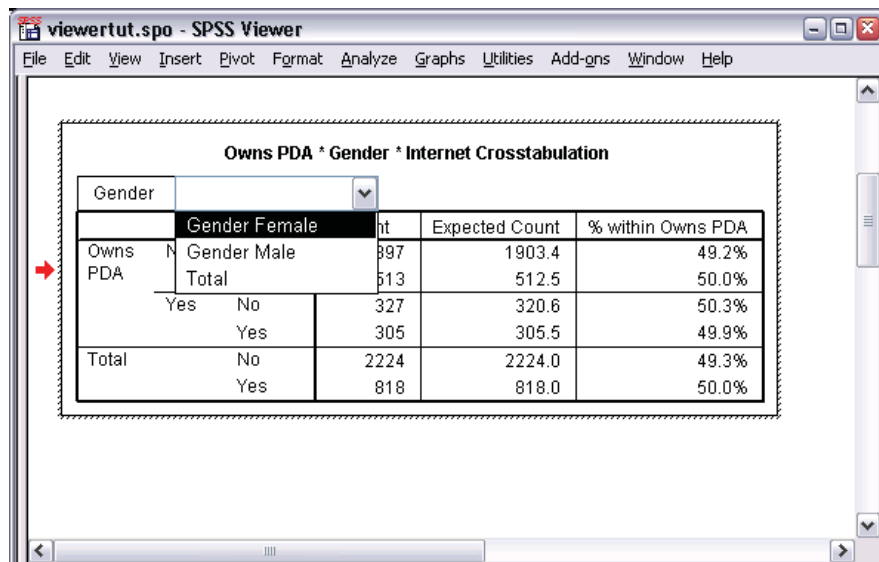 viewertut.spo - SPSS Viewer
File Edit View Insert Pivot Format Analyze Graphs Utilities Add-ons Window Help
Owns PDA * Gender * Internet Crosstabulation
Gender
Gender Female
Gender Male
Total
nt Expected Count % within Owns PDA
Owns PDA N 897 1903.4 49.2%
513 512.5 50.0%
Yes No 327 320.6 50.3%
Yes 305 305.5 49.9%
Total No 2224 2224.0 49.3%
Yes 818 818.0 50.0%